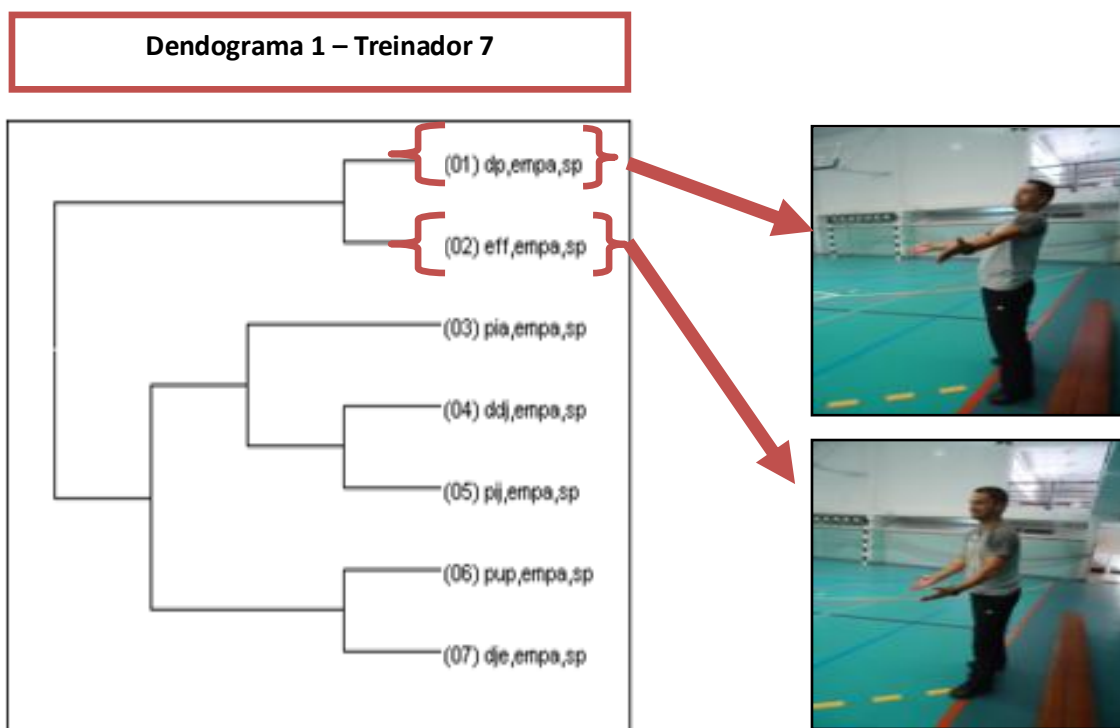 Dendograma 1 – Treinador 7
(01) dp,empa,sp
(02) eff,empa,sp
(03) pia,empa,sp
(04) ddj,empa,sp
(05) pij,empa,sp
(06) pup,empa,sp
(07) dje,empa,sp